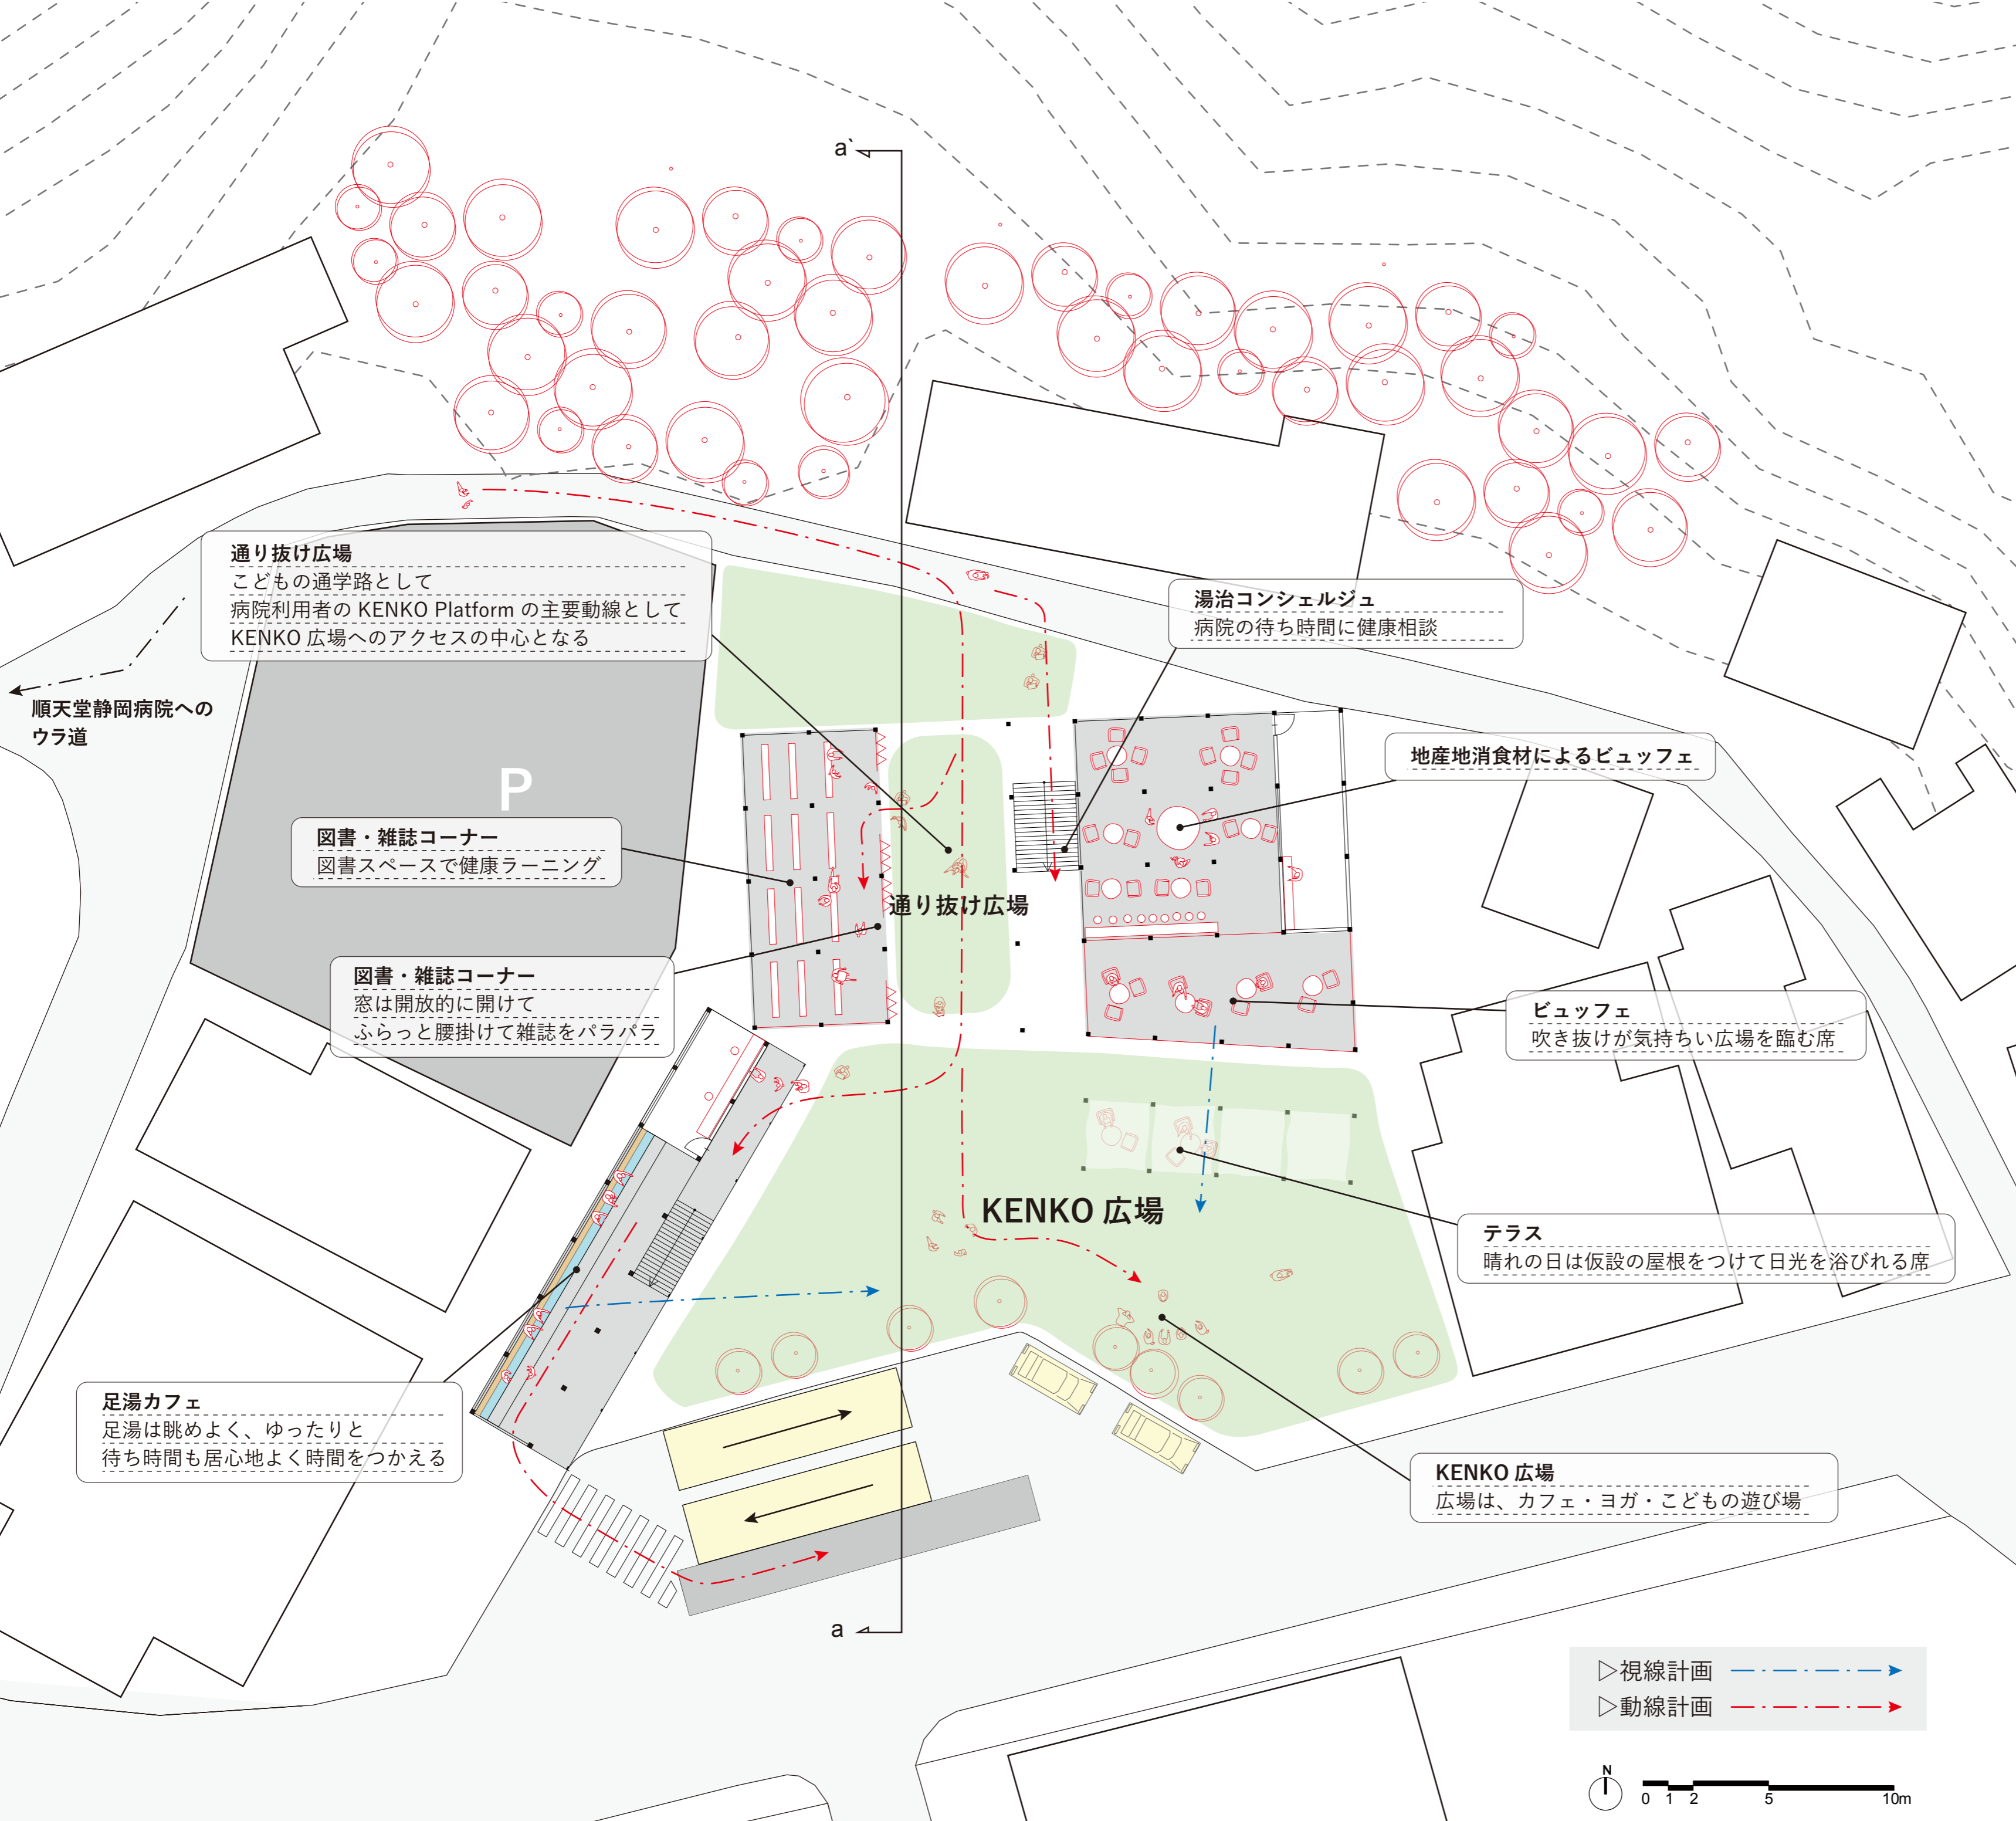 a`
通り抜け広場
こどもの通学路として
病院利用者の KENKO Platform の主要動線として
KENKO 広場へのアクセスの中心となる
湯治コンシェルジュ
病院の待ち時間に健康相談
順天堂静岡病院への
ウラ道
地産地消食材によるビュッフェ
P
図書・雑誌コーナー
図書スペースで健康ラーニング
通り抜け広場
図書・雑誌コーナー
窓は開放的に開けて
ふらっと腰掛けて雑誌をパラパラ
ビュッフェ
吹き抜けが気持ちい広場を臨む席
KENKO 広場
テラス
晴れの日は仮設の屋根をつけて日光を浴びれる席
足湯カフェ
足湯は眺めよく、ゆったりと
待ち時間も居心地よく時間をつかえる
KENKO 広場
広場は、カフェ・ヨガ・こどもの遊び場
a
▷視線計画
▷動線計画
N
0 1 2 5 10m